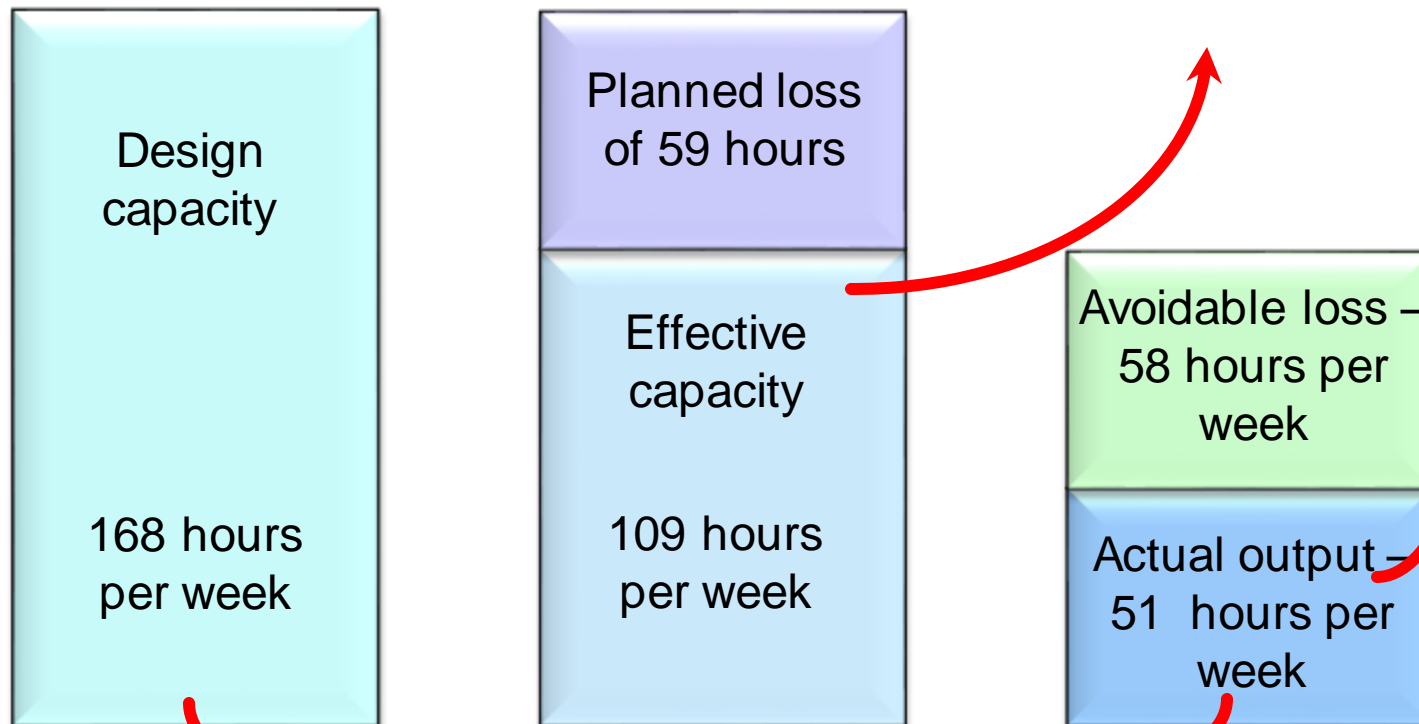 Design
capacity
168 hours
per week
Planned loss
of 59 hours
Effective
capacity
109 hours
per week
Avoidable loss –
58 hours per
week
Actual output –
51  hours per
week